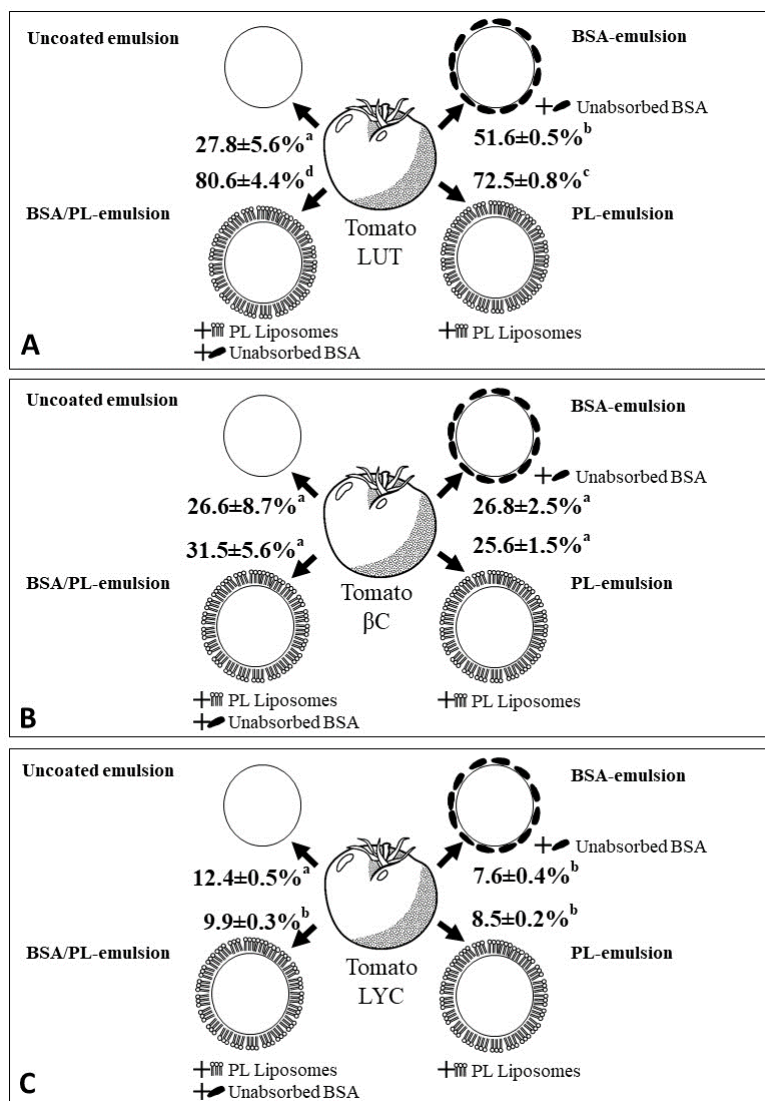 Uncoated emulsion
BSA-emulsion
Unabsorbed BSA
27.8±5.6%ᵃ
51.6±0.5%ᵇ
80.6±4.4%ᵈ
72.5±0.8%ᶜ
BSA/PL-emulsion
PL-emulsion
Tomato
LUT
PL Liposomes
Unabsorbed BSA
PL Liposomes
A
Uncoated emulsion
BSA-emulsion
Unabsorbed BSA
26.6±8.7%ᵃ
26.8±2.5%ᵃ
31.5±5.6%ᵃ
25.6±1.5%ᵃ
BSA/PL-emulsion
PL-emulsion
Tomato
βC
PL Liposomes
Unabsorbed BSA
PL Liposomes
B
Uncoated emulsion
BSA-emulsion
Unabsorbed BSA
12.4±0.5%ᵃ
7.6±0.4%ᵇ
9.9±0.3%ᵇ
8.5±0.2%ᵇ
BSA/PL-emulsion
PL-emulsion
Tomato
LYC
PL Liposomes
Unabsorbed BSA
PL Liposomes
C